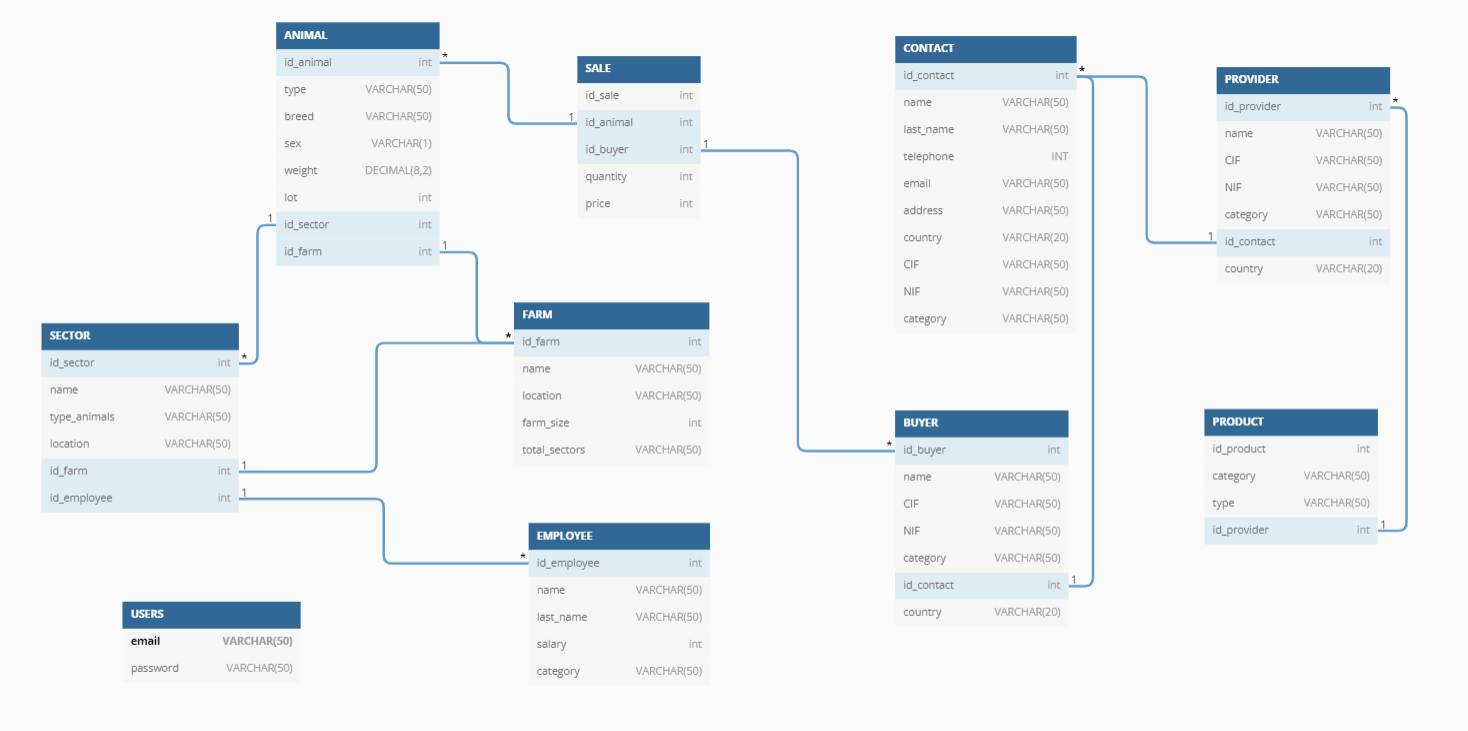 ANIMAL
id_animal int
type VARCHAR(50)
breed VARCHAR(50)
sex VARCHAR(1)
weight DECIMAL(8,2)
lot int
id_sector int
id_farm int
*
1
1
SALE
id_sale int
id_animal int
id_buyer int
quantity int
price int
1
1
CONTACT
id_contact int
name VARCHAR(50)
last_name VARCHAR(50)
telephone INT
email VARCHAR(50)
address VARCHAR(50)
country VARCHAR(20)
CIF VARCHAR(50)
NIF VARCHAR(50)
category VARCHAR(50)
*
PROVIDER
id_provider int
name VARCHAR(50)
CIF VARCHAR(50)
NIF VARCHAR(50)
category VARCHAR(50)
id_contact int
country VARCHAR(20)
*
1
SECTOR
id_sector int
name VARCHAR(50)
type_animals VARCHAR(50)
location VARCHAR(50)
id_farm int
id_employee int
*
1
1
FARM
id_farm int
name VARCHAR(50)
location VARCHAR(50)
farm_size int
total_sectors VARCHAR(50)
*
BUYER
id_buyer int
name VARCHAR(50)
CIF VARCHAR(50)
NIF VARCHAR(50)
category VARCHAR(50)
id_contact int
country VARCHAR(20)
*
1
PRODUCT
id_product int
category VARCHAR(50)
type VARCHAR(50)
id_provider int
1
EMPLOYEE
id_employee int
name VARCHAR(50)
last_name VARCHAR(50)
salary int
category VARCHAR(50)
*
USERS
email VARCHAR(50)
password VARCHAR(50)